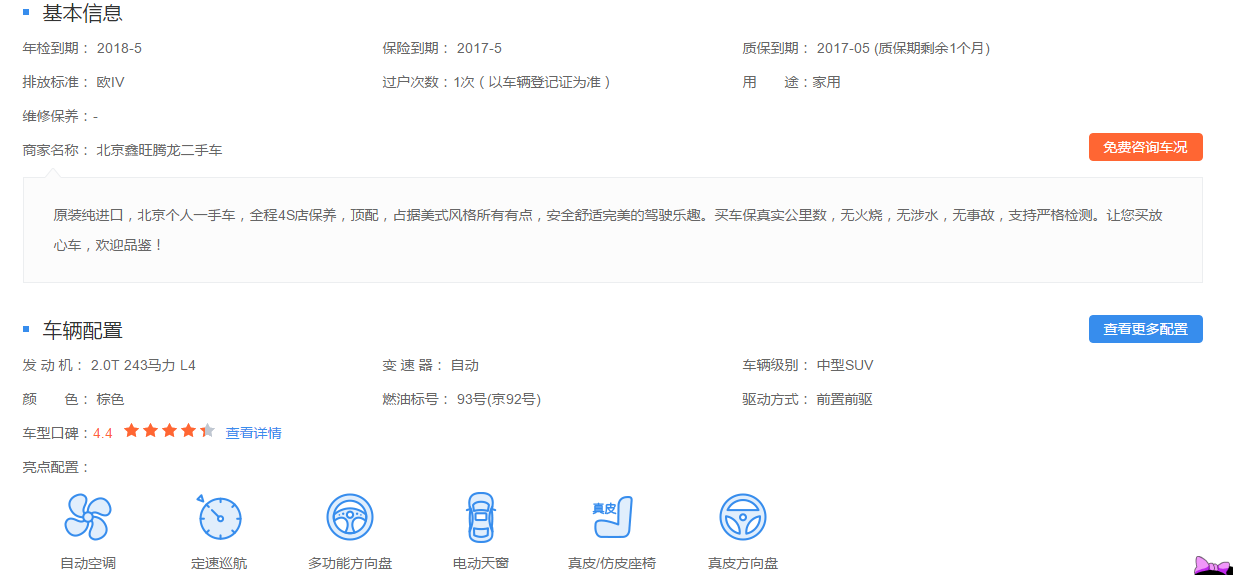 基本信息
年检到期： 2018-5 保险到期： 2017-5 质保到期： 2017-05 (质保期剩余1个月)
排放标准： 欧IV 过户次数：1次（以车辆登记证为准） 用 途：家用
维修保养：-
商家名称： 北京鑫旺腾龙二手车 免费咨询车况
原装纯进口，北京个人一手车，全程4S店保养，顶配，占据美式风格所有有点，安全舒适完美的驾驶乐趣。买车保真实公里数，无火烧，无涉水，无事故，支持严格检测。让您买放
心车，欢迎品鉴！
车辆配置 查看更多配置
发 动 机： 2.0T 243马力 L4 变 速 器： 自动 车辆级别： 中型SUV
颜 色： 棕色 燃油标号： 93号(京92号) 驱动方式： 前置前驱
车型口碑：4.4 查看详情
亮点配置：
真皮
自动空调 定速巡航 多功能方向盘 电动天窗 真皮/仿皮座椅 真皮方向盘